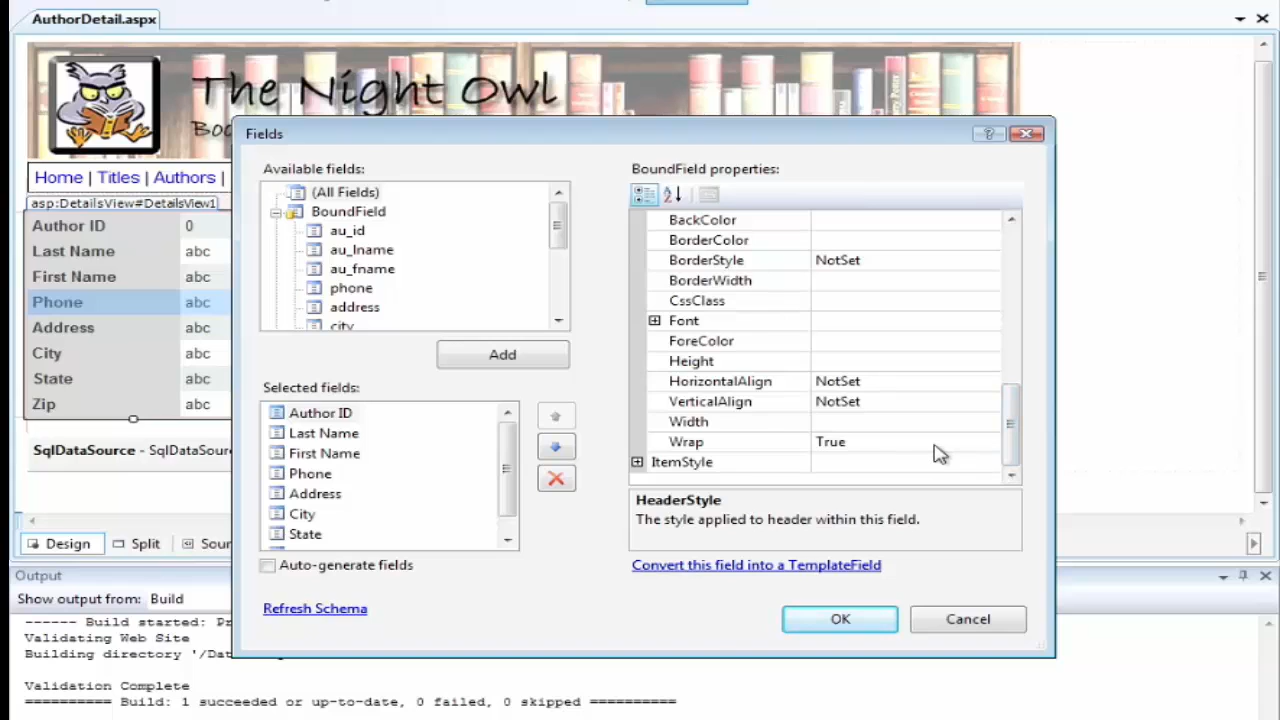 AuthorDetail.aspx
The Night Owl
Home | Titles | Authors |
asp:DetailsView#DetailsView1
Author ID 0
Last Name abc
First Name abc
Phone abc
Address abc
City abc
State abc
Zip abc
SqlDataSource - SqlDataSour
Design Split Sour
Fields
Available fields:
(All Fields)
BoundField
au_id
au_lname
au_fname
phone
address
city
Add
Selected fields:
Author ID
Last Name
First Name
Phone
Address
City
State
Auto-generate fields
Refresh Schema
BoundField properties:
BackColor
BorderColor
BorderStyle NotSet
BorderWidth
CssClass
Font
ForeColor
Height
HorizontalAlign NotSet
VerticalAlign NotSet
Width
Wrap True
ItemStyle
HeaderStyle
The style applied to header within this field.
Convert this field into a TemplateField
OK Cancel
Output
Show output from: Build
------ Build started: Pr
Validating Web Site
Building directory '/Dat
Validation Complete
========== Build: 1 succeeded or up-to-date, 0 failed, 0 skipped ==========